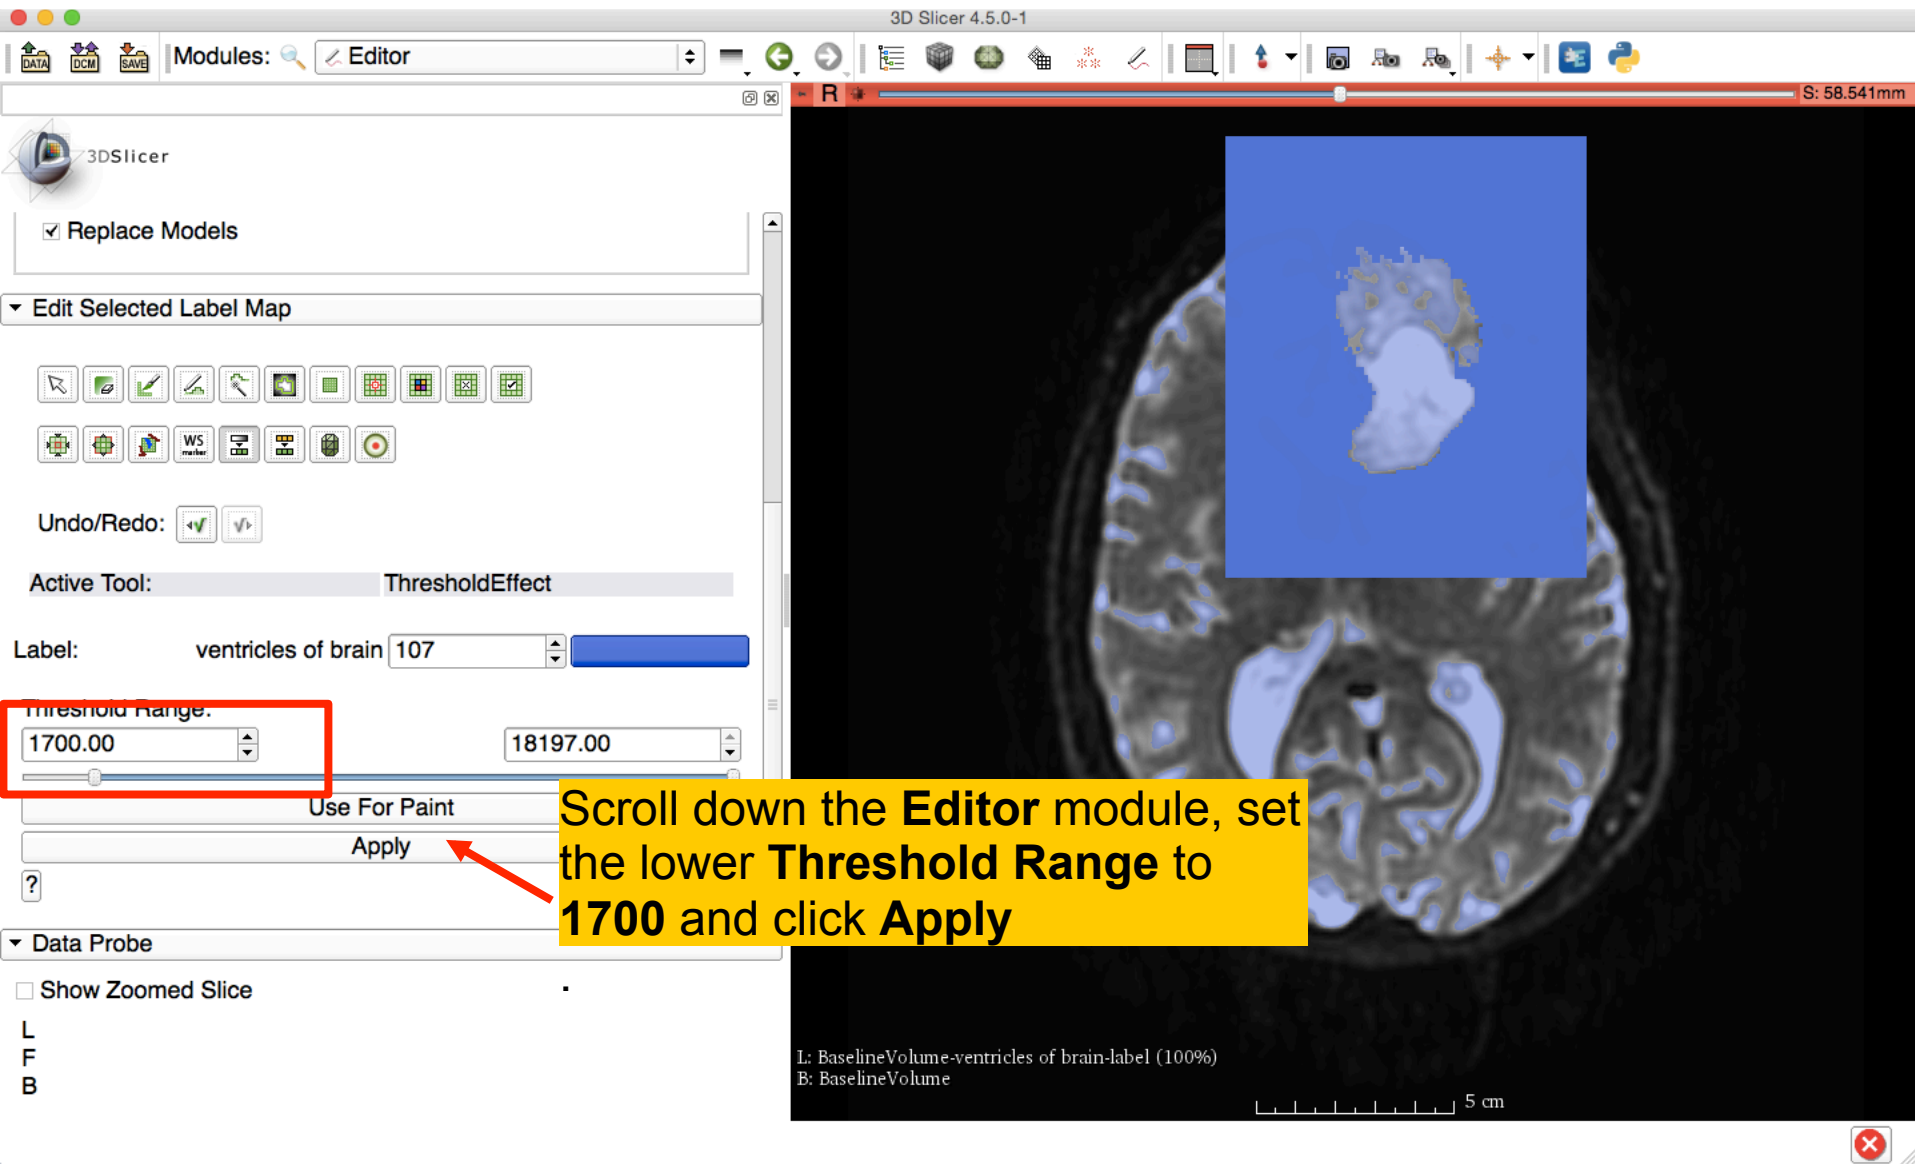 3D Slicer 4.5.0-1
DATA
DCM
SAVE
Modules:
Editor
R
S: 58.541mm
3DSlicer
Replace Models
Edit Selected Label Map
WS
marker
Undo/Redo:
Active Tool: ThresholdEffect
Label: ventricles of brain 107
Threshold Range:
1700.00 18197.00
Use For Paint
Apply
?
Scroll down the Editor module, set
the lower Threshold Range to
1700 and click Apply
.
Data Probe
Show Zoomed Slice
L
F
B
L: BaselineVolume-ventricles of brain-label (100%)
B: BaselineVolume
5 cm